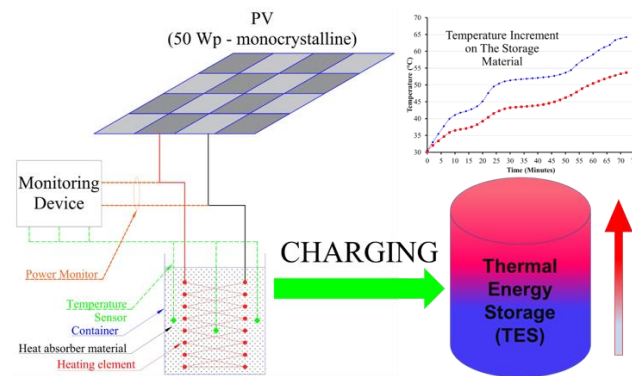 PV
(50 Wp - monocrystalline)
Monitoring
Device
Power Monitor
Temperature
Sensor
Container
Heat absorber material
Heating element
CHARGING
Temperature Increment
on The Storage
Material
Temperature (°C)
70
65
60
55
50
45
40
35
30
0 5 10 15 20 25 30 35 40 45 50 55 60 65 70 75
Time (Minutes)
Thermal
Energy
Storage
(TES)